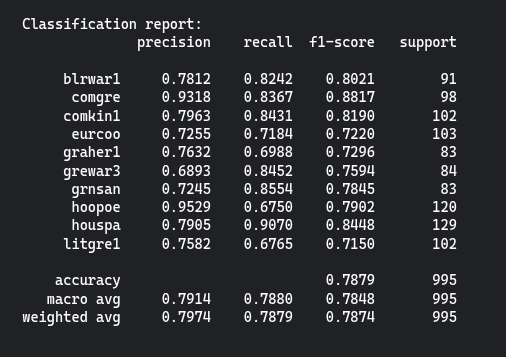 Classification report:
precision recall f1-score support
blrwar1 0.7812 0.8242 0.8021 91
comgre 0.9318 0.8367 0.8817 98
comkin1 0.7963 0.8431 0.8190 102
eurcoo 0.7255 0.7184 0.7220 103
graher1 0.7632 0.6988 0.7296 83
grewar3 0.6893 0.8452 0.7594 84
grnsan 0.7245 0.8554 0.7845 83
hoopoe 0.9529 0.6750 0.7902 120
houspa 0.7905 0.9070 0.8448 129
litgre1 0.7582 0.6765 0.7150 102
accuracy 0.7879 995
macro avg 0.7914 0.7880 0.7848 995
weighted avg 0.7974 0.7879 0.7874 995